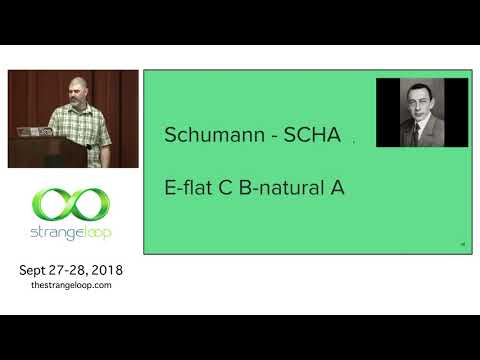 Schumann - SCHA
E-flat C B-natural A
strangeloop
Sept 27-28, 2018
thestrangeloop.com